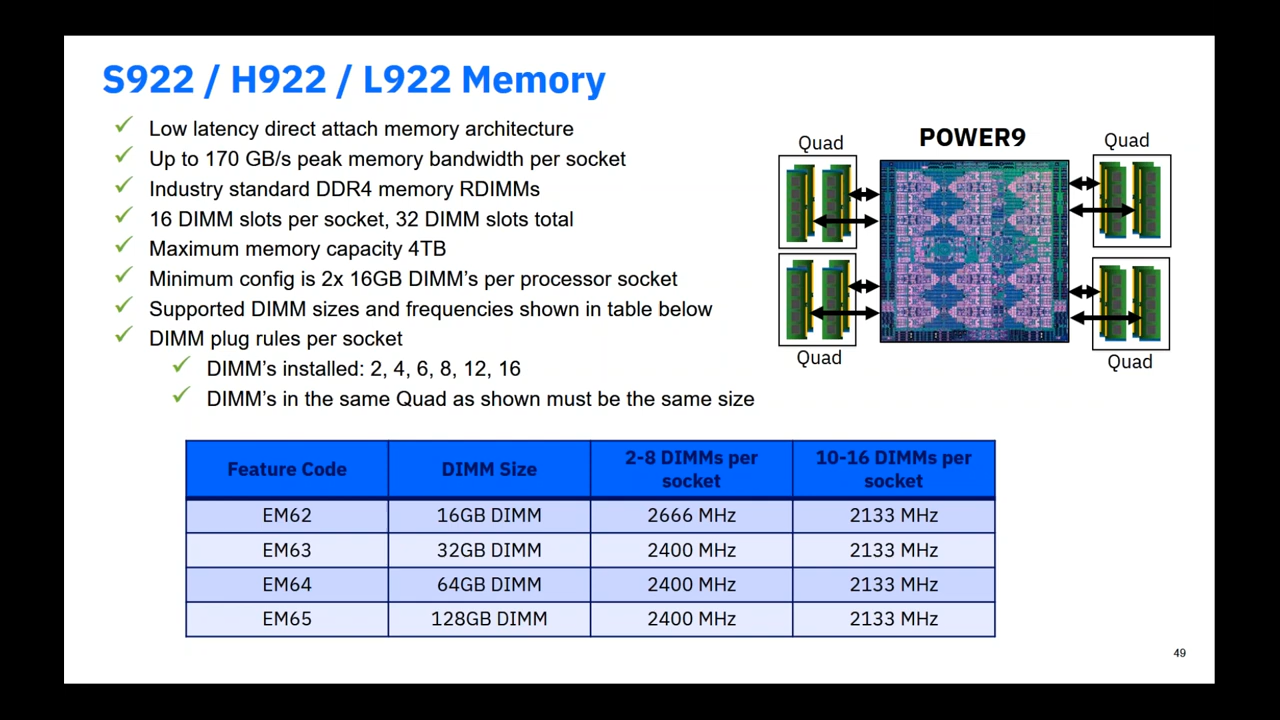 S922 / H922 / L922 Memory
✓ Low latency direct attach memory architecture
✓ Up to 170 GB/s peak memory bandwidth per socket
✓ Industry standard DDR4 memory RDIMMs
✓ 16 DIMM slots per socket, 32 DIMM slots total
✓ Maximum memory capacity 4TB
✓ Minimum config is 2x 16GB DIMM’s per processor socket
✓ Supported DIMM sizes and frequencies shown in table below
✓ DIMM plug rules per socket
✓ DIMM’s installed: 2, 4, 6, 8, 12, 16
✓ DIMM’s in the same Quad as shown must be the same size
POWER9
Quad
Quad
Quad
Quad
Feature Code DIMM Size 2-8 DIMMs per socket 10-16 DIMMs per socket
EM62 16GB DIMM 2666 MHz 2133 MHz
EM63 32GB DIMM 2400 MHz 2133 MHz
EM64 64GB DIMM 2400 MHz 2133 MHz
EM65 128GB DIMM 2400 MHz 2133 MHz
49